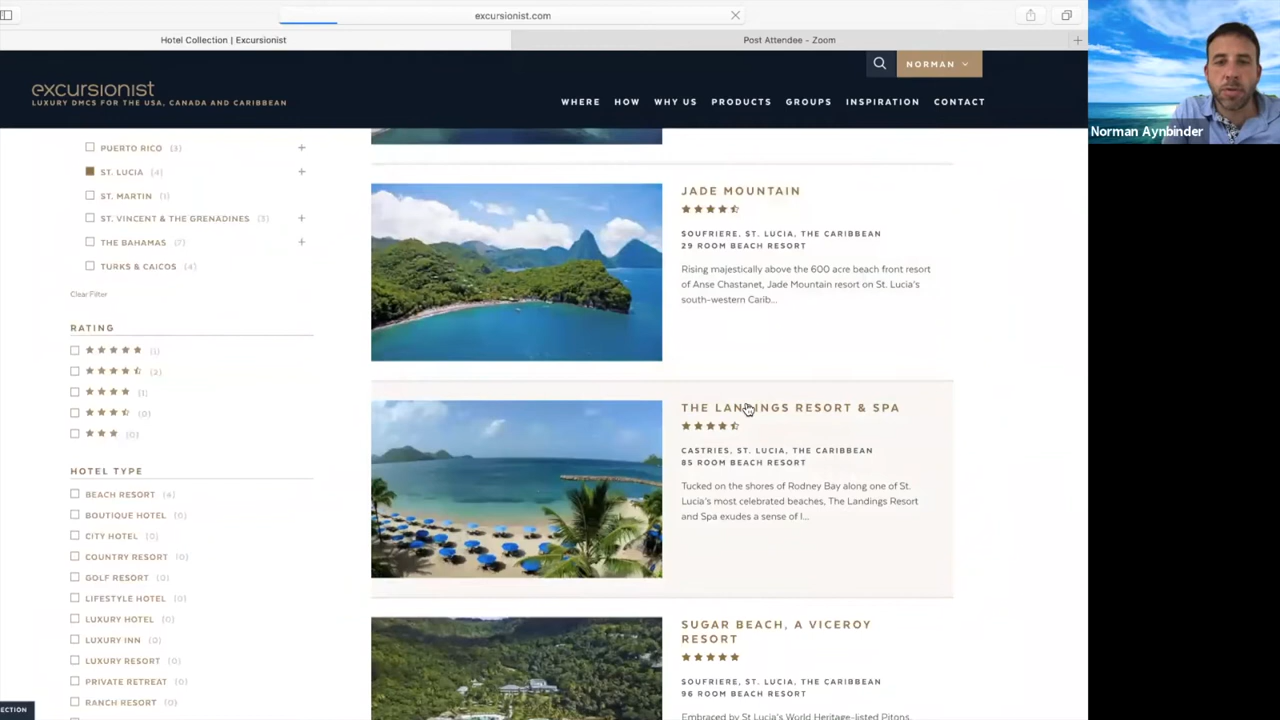 excursionist.com
Hotel Collection | Excursionist
Post Attendee - Zoom
NORMAN
excursionist
LUXURY DMCS FOR THE USA, CANADA AND CARIBBEAN
WHERE HOW WHY US PRODUCTS GROUPS INSPIRATION CONTACT
Norman Aynbinder
PUERTO RICO (3) +
ST. LUCIA (4) +
ST. MARTIN (1)
ST. VINCENT & THE GRENADINES (3) +
THE BAHAMAS (7) +
TURKS & CAICOS (4)
Clear Filter
RATING
(1)
(2)
(1)
(0)
(0)
HOTEL TYPE
BEACH RESORT (4)
BOUTIQUE HOTEL (0)
CITY HOTEL (0)
COUNTRY RESORT (0)
GOLF RESORT (0)
LIFESTYLE HOTEL (0)
LUXURY HOTEL (0)
LUXURY INN (0)
LUXURY RESORT (0)
PRIVATE RETREAT (0)
RANCH RESORT (0)
ECTION
JADE MOUNTAIN
SOUFRIERE, ST. LUCIA, THE CARIBBEAN
29 ROOM BEACH RESORT
Rising majestically above the 600 acre beach front resort
of Anse Chastanet, Jade Mountain resort on St. Lucia's
south-western Carib...
THE LANDINGS RESORT & SPA
CASTRIES, ST. LUCIA, THE CARIBBEAN
85 ROOM BEACH RESORT
Tucked on the shores of Rodney Bay along one of St.
Lucia's most celebrated beaches, The Landings Resort
and Spa exudes a sense of l...
SUGAR BEACH, A VICEROY
RESORT
SOUFRIERE, ST. LUCIA, THE CARIBBEAN
96 ROOM BEACH RESORT
Embraced by St Lucia's World Heritage-listed Pitons,